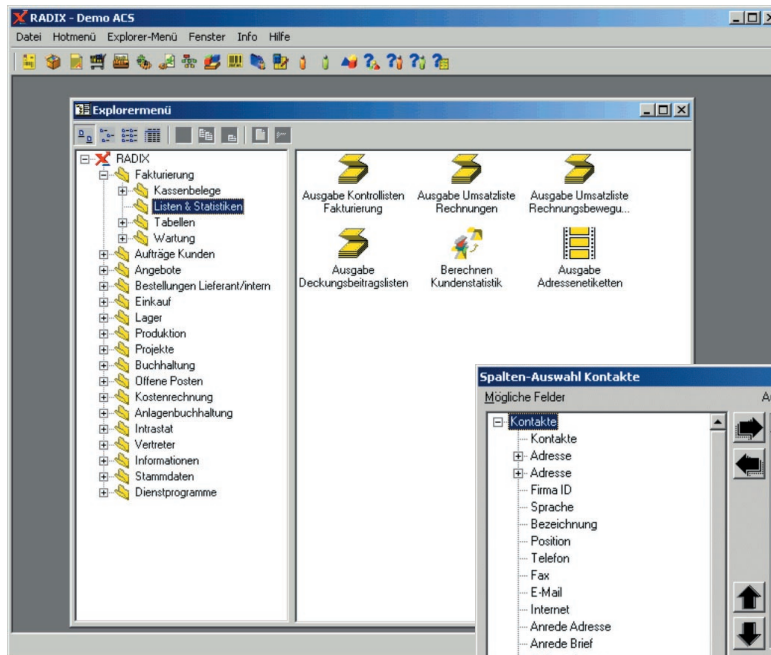 RADIX - Demo ACS
Datei Hotmenü Explorer-Menü Fenster Info Hilfe
Explorermenü
RADIX
Fakturierung
Kassenbelege
Listen & Statistiken
Tabellen
Wartung
Aufträge Kunden
Angebote
Bestellungen Lieferant/intern
Einkauf
Lager
Produktion
Projekte
Buchhaltung
Offene Posten
Kostenrechnung
Anlagenbuchhaltung
Intrastat
Vertreter
Informationen
Stammdaten
Dienstprogramme
Ausgabe Kontrollisten
Fakturierung
Ausgabe Umsatzliste
Rechnungen
Ausgabe Umsatzliste
Rechnungsbewegu...
Ausgabe
Deckungsbeitragslisten
Berechnen
Kundenstatistik
Ausgabe
Adressenetiketten
Spalten-Auswahl Kontakte
Mögliche Felder
Kontakte
Kontakte
Adresse
Adresse
Firma ID
Sprache
Bezeichnung
Position
Telefon
Fax
E-Mail
Internet
Anrede Adresse
Anrede Brief